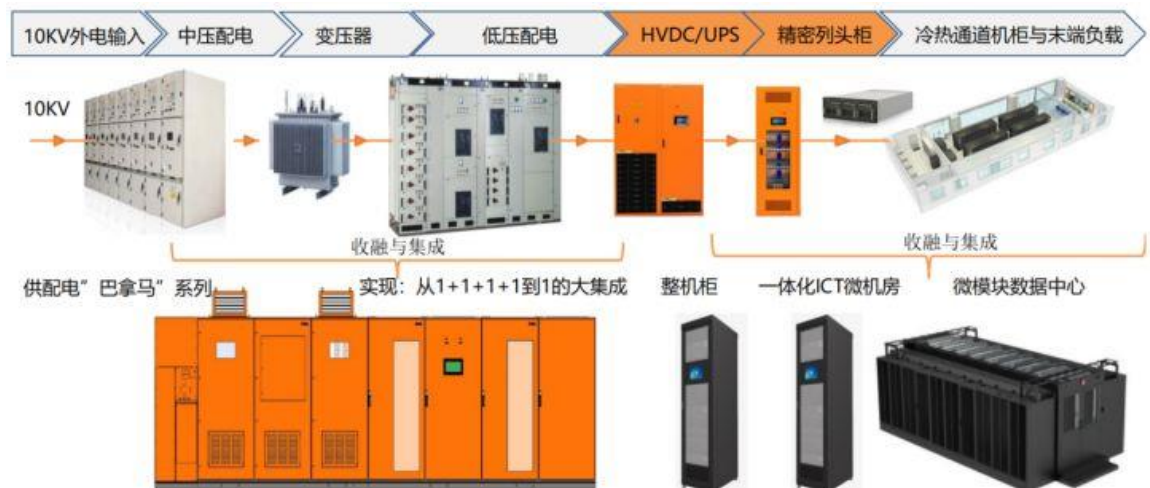 10KV外电输入
中压配电
变压器
低压配电
HVDC/UPS
精密列头柜
冷热通道机柜与末端负载
10KV
收融与集成
收融与集成
供配电"巴拿马"系列
实现：从1+1+1+1到1的大集成
整机柜
一体化ICT微机房
微模块数据中心